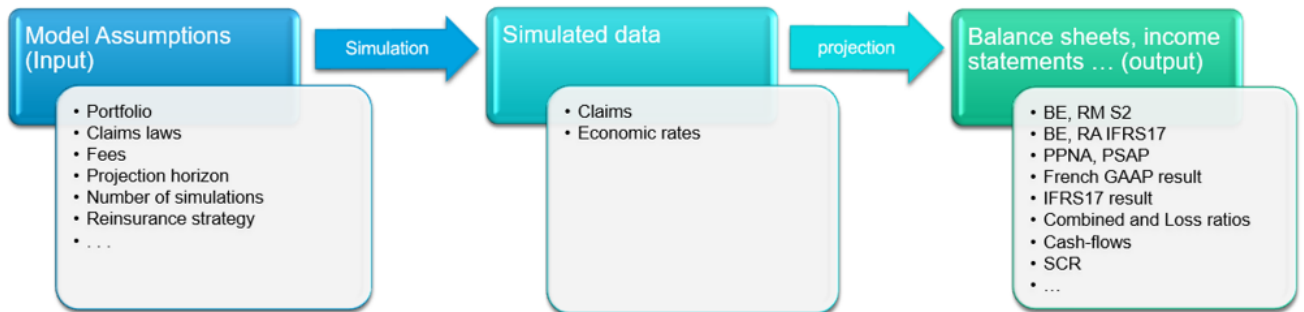 Model Assumptions
(Input)
• Portfolio
• Claims laws
• Fees
• Projection horizon
• Number of simulations
• Reinsurance strategy
• . . .
Simulation
Simulated data
• Claims
• Economic rates
projection
Balance sheets, income
statements … (output)
• BE, RM S2
• BE, RA IFRS17
• PPNA, PSAP
• French GAAP result
• IFRS17 result
• Combined and Loss ratios
• Cash-flows
• SCR
• …